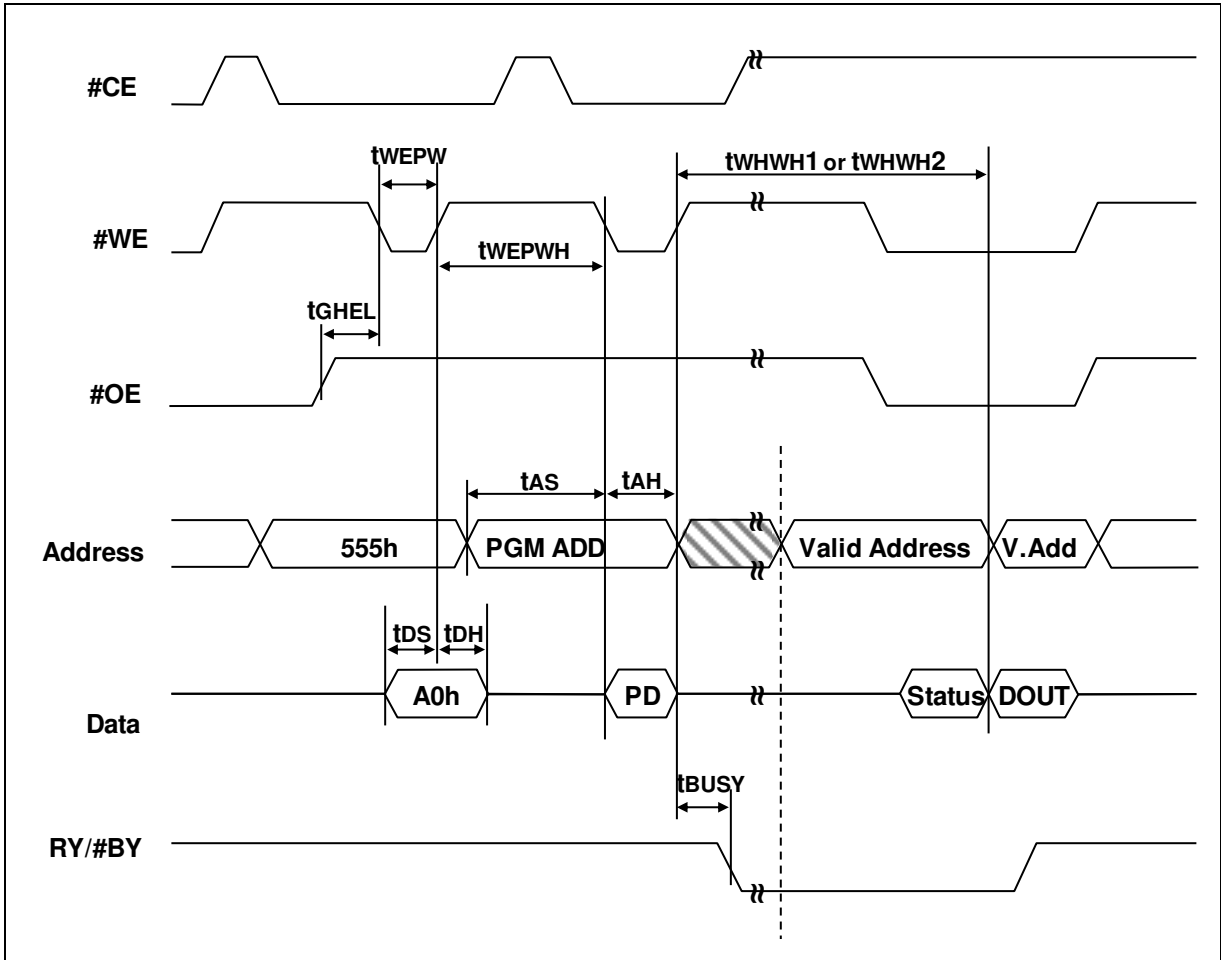 #CE
tWEPW
tWHWH1 or tWHWH2
#WE
tWEPWH
tGHEL
#OE
tAS
tAH
Address
555h
PGM ADD
Valid Address
V.Add
tDS
tDH
A0h
PD
Status
DOUT
Data
tBUSY
RY/#BY